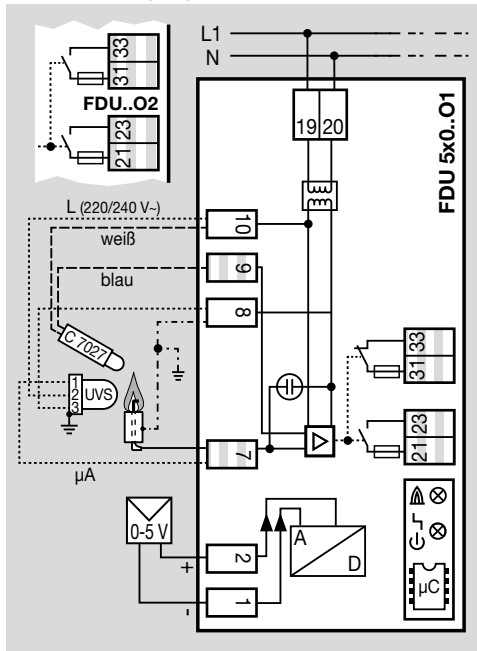 L1
N
33
31
FDU..O2
23
21
19 20
FDU 5x0..O1
L (220/240 V~)
weiß
10
blau
9
8
C 7027
1
2
3
UVS
33
31
23
21
7
µA
0-5 V
+
-
2
1
A
D
µC